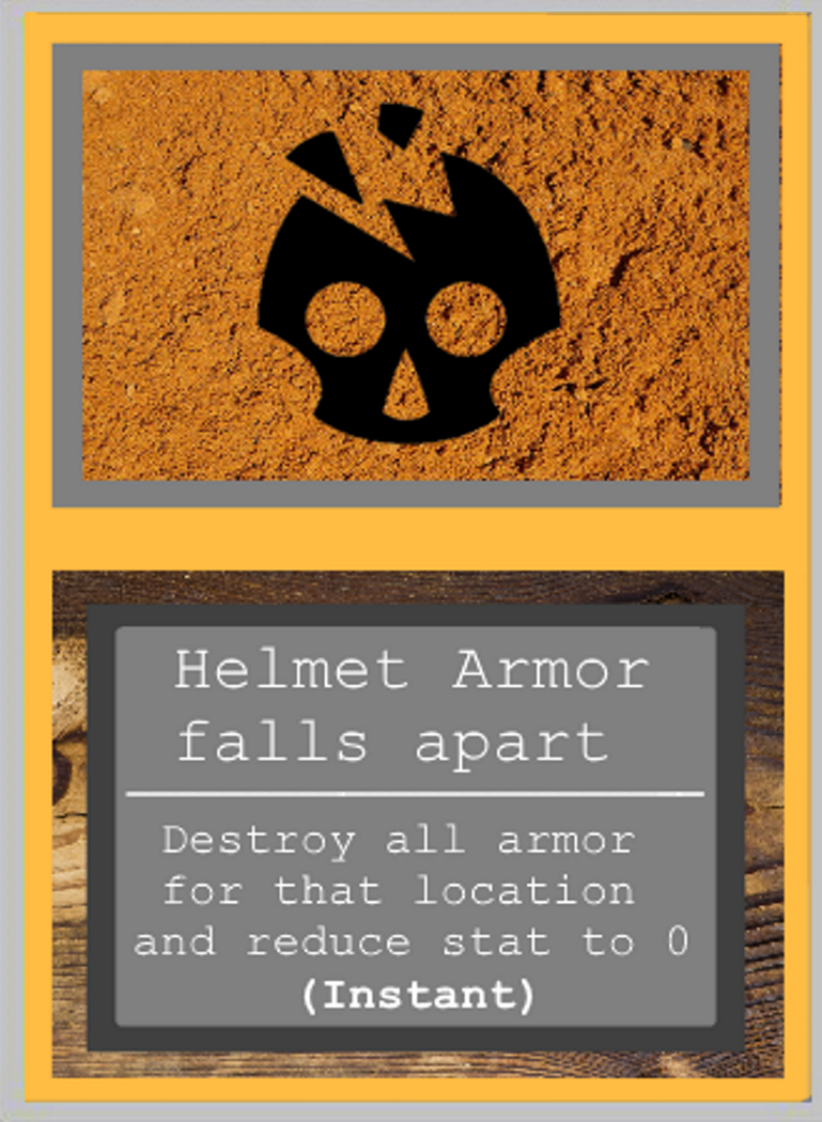 Helmet Armor
falls apart
Destroy all armor
for that location
and reduce stat to 0
(Instant)